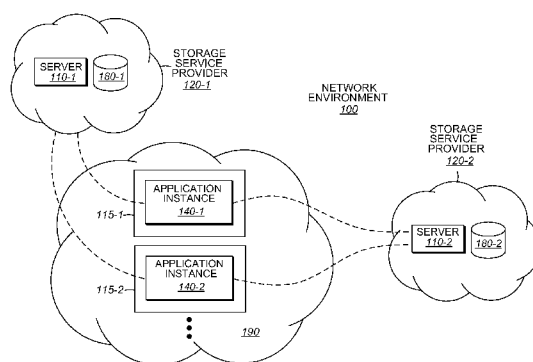 STORAGE
SERVICE
PROVIDER
120-1
SERVER
110-1
180-1
NETWORK
ENVIRONMENT
100
STORAGE
SERVICE
PROVIDER
120-2
APPLICATION
INSTANCE
140-1
115-1
SERVER
110-2
180-2
APPLICATION
INSTANCE
140-2
115-2
190